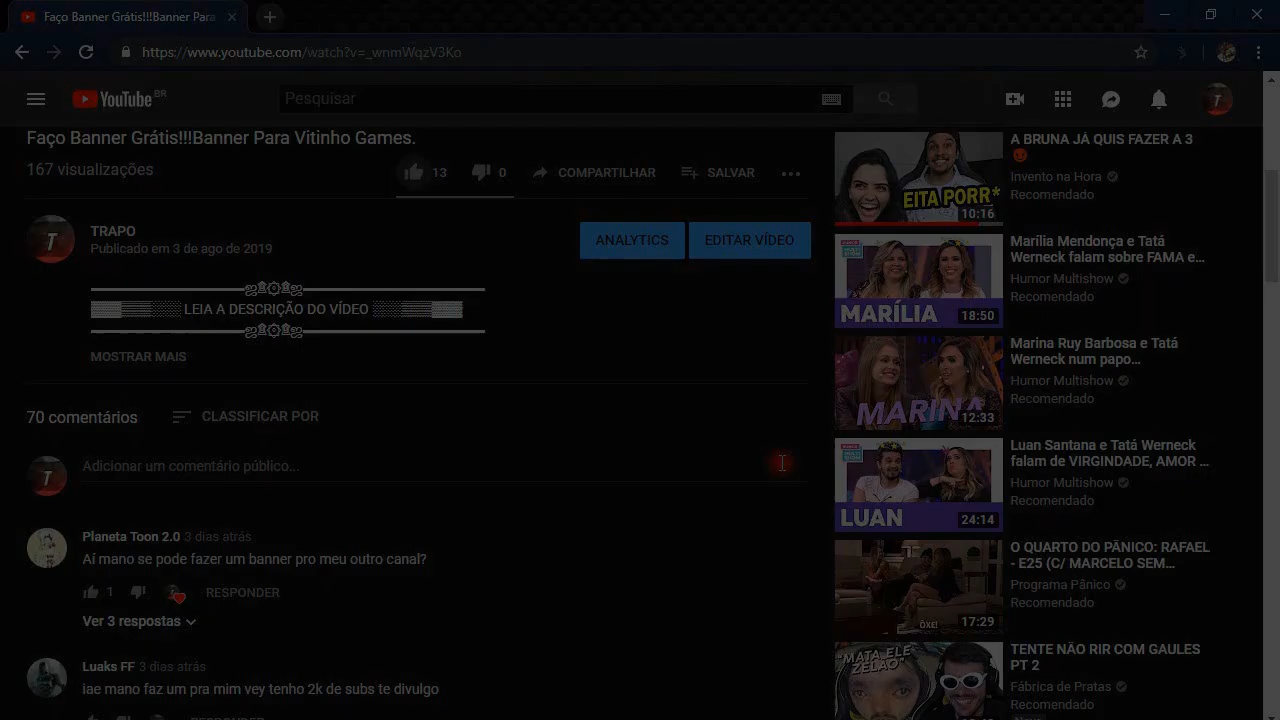 Faço Banner Grátis!!!Banner Para
https://www.youtube.com/watch?v=_wnmWqzV3Ko
YouTube BR
Pesquisar
T
Faço Banner Grátis!!!Banner Para Vitinho Games.
167 visualizações
13
0
COMPARTILHAR
SALVAR
T
TRAPO
Publicado em 3 de ago de 2019
ANALYTICS
EDITAR VÍDEO
LEIA A DESCRIÇÃO DO VÍDEO
MOSTRAR MAIS
70 comentários
CLASSIFICAR POR
T
Adicionar um comentário público...
Planeta Toon 2.0 3 dias atrás
Aí mano se pode fazer um banner pro meu outro canal?
1
RESPONDER
Ver 3 respostas
Luaks FF 3 dias atrás
iae mano faz um pra mim vey tenho 2k de subs te divulgo
RESPONDER
EITA PORR*
10:16
A BRUNA JÁ QUIS FAZER A 3
Invento na Hora
Recomendado
MARÍLIA
18:50
Marília Mendonça e Tatá
Werneck falam sobre FAMA e...
Humor Multishow
Recomendado
MARINA
12:33
Marina Ruy Barbosa e Tatá
Werneck num papo...
Humor Multishow
Recomendado
LUAN
24:14
Luan Santana e Tatá Werneck
falam de VIRGINDADE, AMOR ...
Humor Multishow
Recomendado
ÔXE!
17:29
O QUARTO DO PÂNICO: RAFAEL
- E25 (C/ MARCELO SEM...
Programa Pânico
Recomendado
"MATA ELE
ZELÃO"
TENTE NÃO RIR COM GAULES
PT 2
Fábrica de Pratas
Recomendado